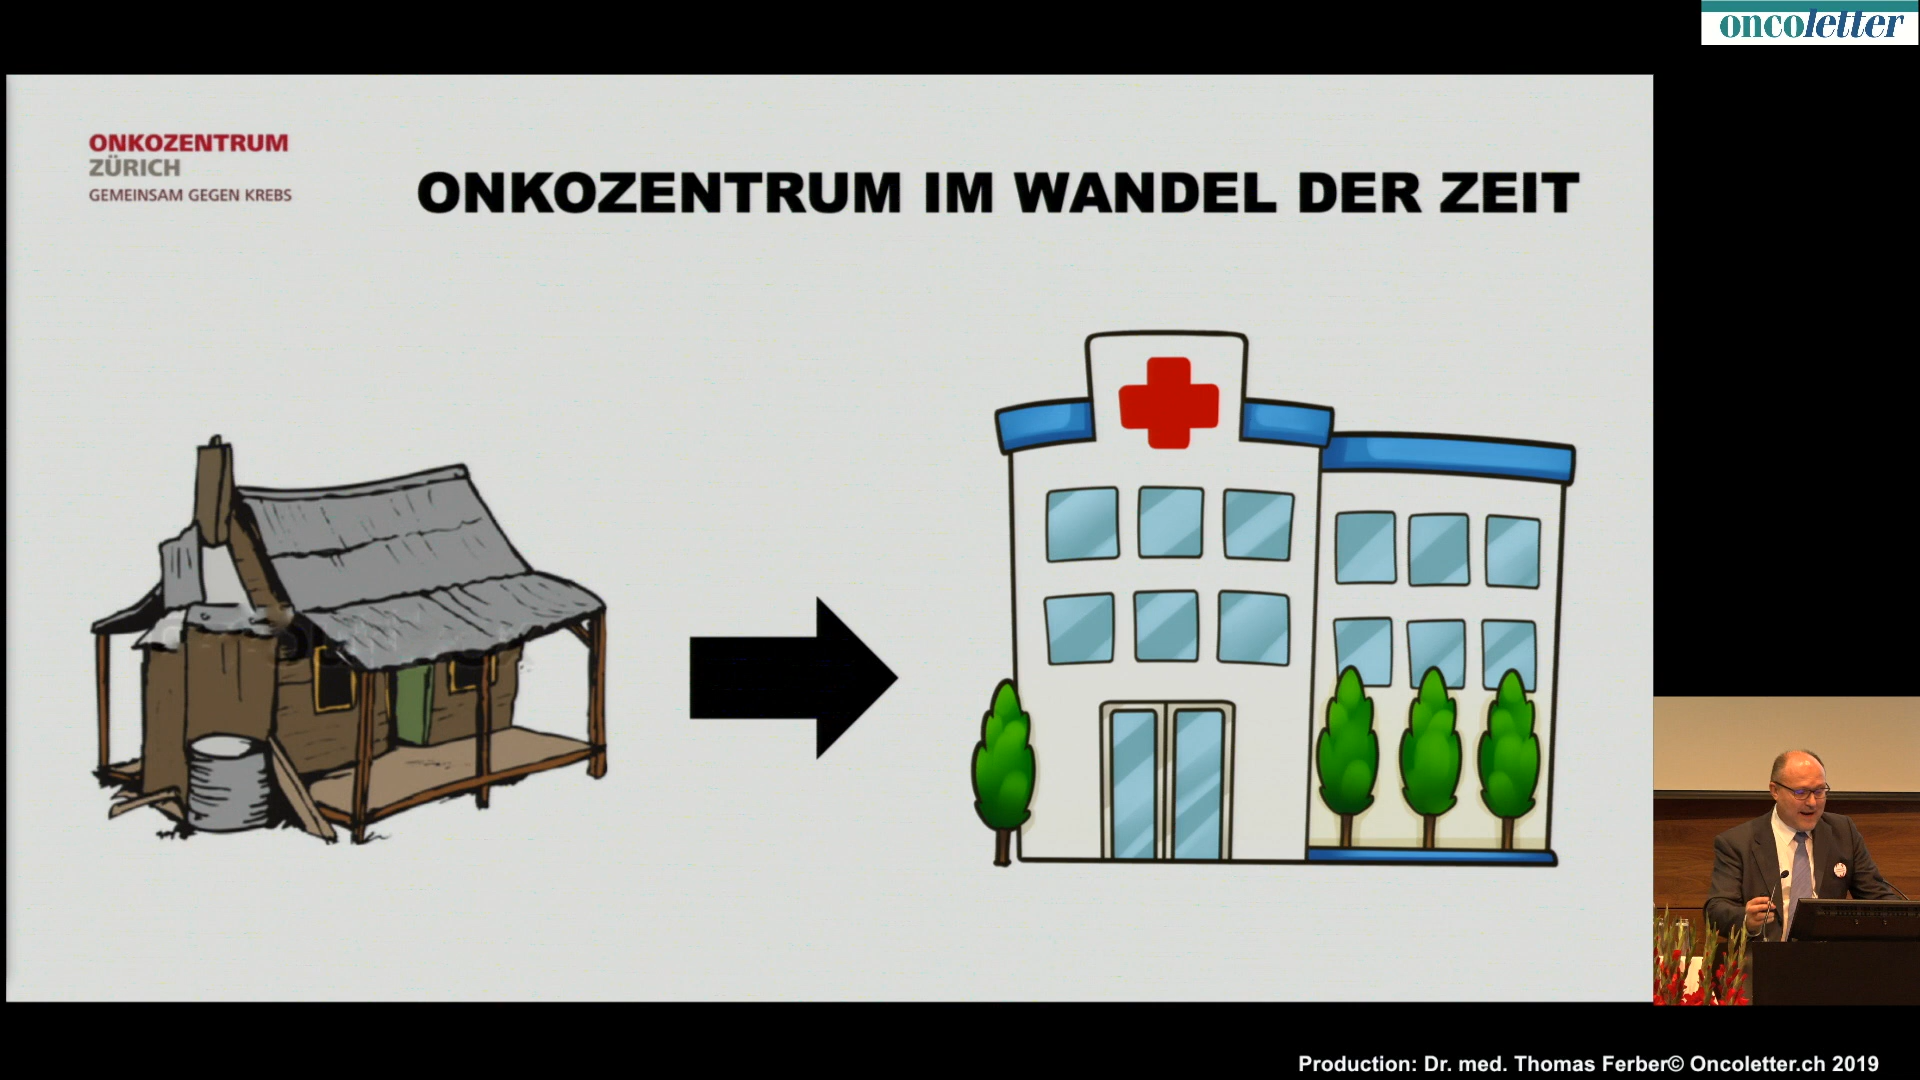 oncoletter
ONKOZENTRUM
ZÜRICH
GEMEINSAM GEGEN KREBS
ONKOZENTRUM IM WANDEL DER ZEIT
Production: Dr. med. Thomas Ferber© Oncoletter.ch 2019